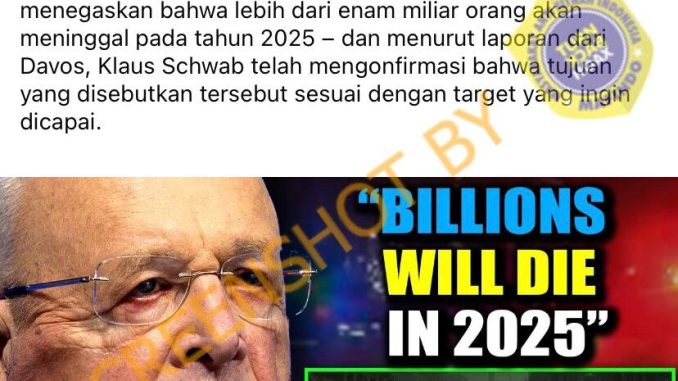 menegaskan bahwa lebih dari enam miliar orang akan
meninggal pada tahun 2025 – dan menurut laporan dari
Davos, Klaus Schwab telah mengonfirmasi bahwa tujuan
yang disebutkan tersebut sesuai dengan target yang ingin
dicapai.
SCREENSHOT BY
“BILLIONS
WILL DIE
IN 2025”